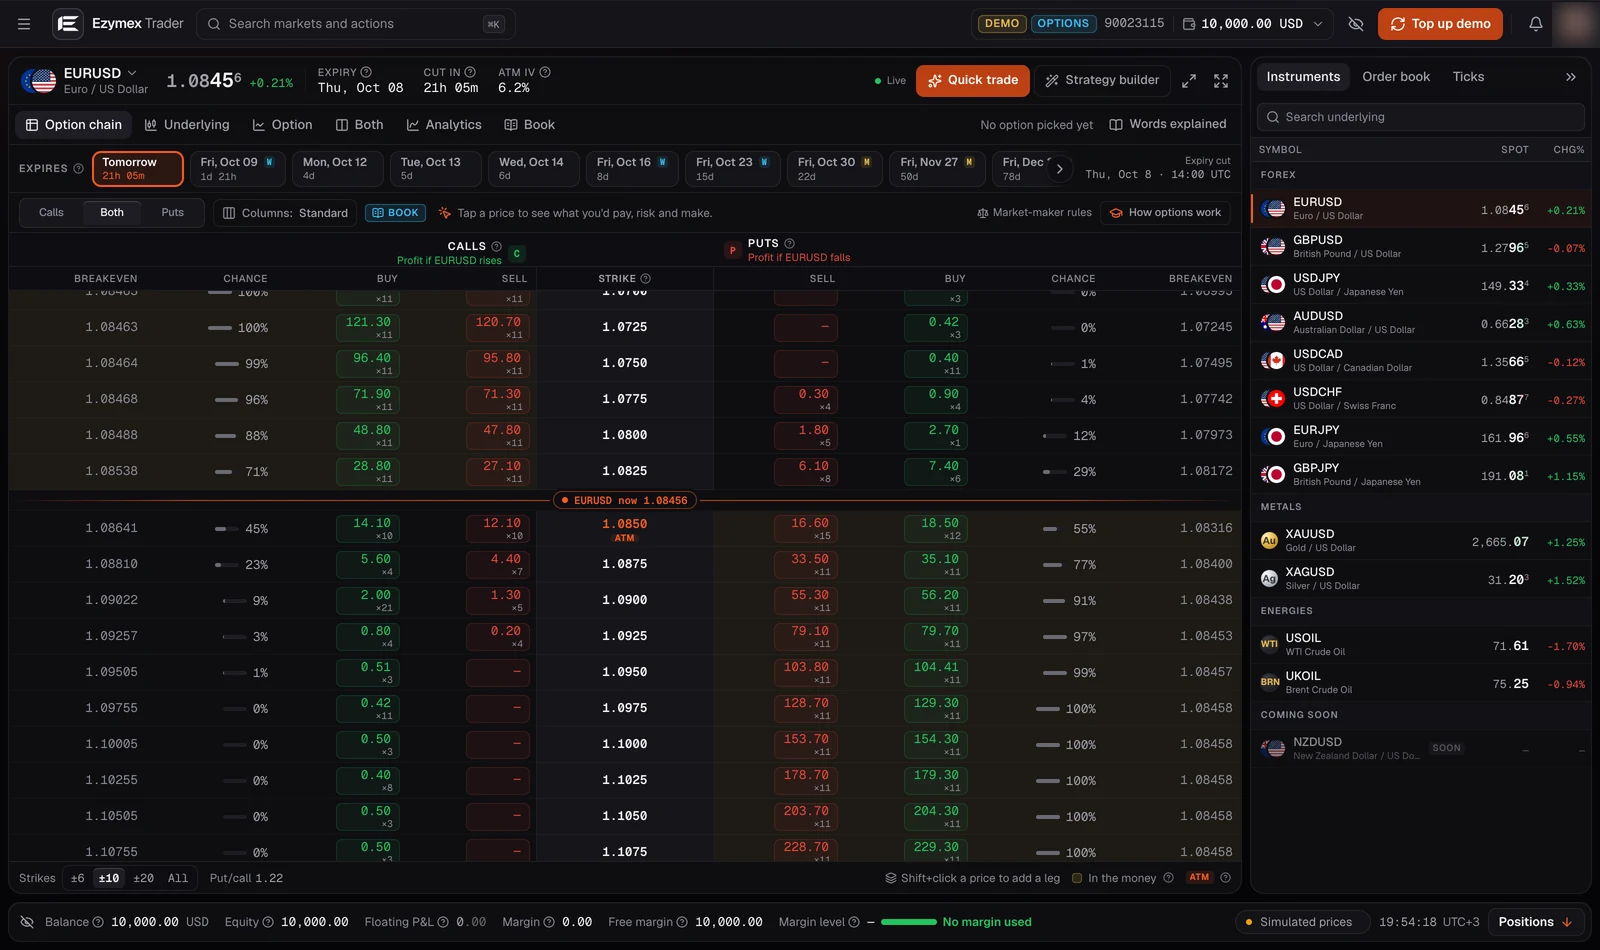 Ezymex Trader
Search markets and actions
⌘K
DEMO OPTIONS 90023115 10,000.00 USD
Top up demo
EURUSD
Euro / US Dollar
1.08456 +0.21%
EXPIRY
Thu, Oct 08
CUT IN
21h 05m
ATM IV
6.2%
Live
Quick trade
Strategy builder
Option chain
Underlying
Option
Both
Analytics
Book
No option picked yet
Words explained
EXPIRES
Tomorrow
21h 05m
Fri, Oct 09 W
1d 21h
Mon, Oct 12
4d
Tue, Oct 13
5d
Wed, Oct 14
6d
Fri, Oct 16 W
8d
Fri, Oct 23 W
15d
Fri, Oct 30 M
22d
Fri, Nov 27 M
50d
Fri, Dec
78d
Expiry cut
Thu, Oct 8 · 14:00 UTC
Calls
Both
Puts
Columns: Standard
BOOK
Tap a price to see what you'd pay, risk and make.
Market-maker rules
How options work
CALLS
Profit if EURUSD rises
C
P
PUTS
Profit if EURUSD falls
BREAKEVEN CHANCE BUY SELL STRIKE SELL BUY CHANCE BREAKEVEN
1.08463 100% ×11 ×11 1.0700 ×3 0% 1.06995
1.08463 100% 121.30 ×11 120.70 ×11 1.0725 – 0.42 ×3 0% 1.07245
1.08464 99% 96.40 ×11 95.80 ×11 1.0750 – 0.40 ×11 1% 1.07495
1.08468 96% 71.90 ×11 71.30 ×11 1.0775 0.30 ×4 0.90 ×4 4% 1.07742
1.08488 88% 48.80 ×11 47.80 ×11 1.0800 1.80 ×5 2.70 ×1 12% 1.07973
1.08538 71% 28.80 ×11 27.10 ×11 1.0825 6.10 ×8 7.40 ×6 29% 1.08172
EURUSD now 1.08456
1.08641 45% 14.10 ×10 12.10 ×10 1.0850 ATM 16.60 ×15 18.50 ×12 55% 1.08316
1.08810 23% 5.60 ×4 4.40 ×7 1.0875 33.50 ×11 35.10 ×11 77% 1.08400
1.09022 9% 2.00 ×21 1.30 ×5 1.0900 55.30 ×11 56.20 ×11 91% 1.08438
1.09257 3% 0.80 ×4 0.20 ×4 1.0925 79.10 ×11 79.70 ×11 97% 1.08453
1.09505 1% 0.51 ×3 – 1.0950 103.80 ×11 104.41 ×11 99% 1.08457
1.09755 0% 0.42 ×11 – 1.0975 128.70 ×11 129.30 ×11 100% 1.08458
1.10005 0% 0.50 ×3 – 1.1000 153.70 ×11 154.30 ×11 100% 1.08458
1.10255 0% 0.40 ×8 – 1.1025 178.70 ×11 179.30 ×11 100% 1.08458
1.10505 0% 0.50 ×3 – 1.1050 203.70 ×11 204.30 ×11 100% 1.08458
1.10755 0% 0.50 ×3 – 1.1075 228.70 ×11 229.30 ×11 100% 1.08458
Strikes ±6 ±10 ±20 All Put/call 1.22
Shift+click a price to add a leg
In the money
ATM
Instruments
Order book
Ticks
Search underlying
SYMBOL SPOT CHG%
FOREX
EURUSD 1.08456 +0.21%
Euro / US Dollar
GBPUSD 1.27965 -0.07%
British Pound / US Dollar
USDJPY 149.334 +0.33%
US Dollar / Japanese Yen
AUDUSD 0.66283 +0.63%
Australian Dollar / US Dollar
USDCAD 1.35665 -0.12%
US Dollar / Canadian Dollar
USDCHF 0.84877 -0.27%
US Dollar / Swiss Franc
EURJPY 161.966 +0.55%
Euro / Japanese Yen
GBPJPY 191.081 +1.15%
British Pound / Japanese Yen
METALS
Au XAUUSD 2,665.07 +1.25%
Gold / US Dollar
Ag XAGUSD 31.203 +1.52%
Silver / US Dollar
ENERGIES
WTI USOIL 71.61 -1.70%
WTI Crude Oil
BRN UKOIL 75.25 -0.94%
Brent Crude Oil
COMING SOON
NZDUSD SOON – –
New Zealand Dollar / US Do...
Balance 10,000.00 USD
Equity 10,000.00
Floating P&L 0.00
Margin 0.00
Free margin 10,000.00
Margin level – No margin used
Simulated prices
19:54:18 UTC+3
Positions